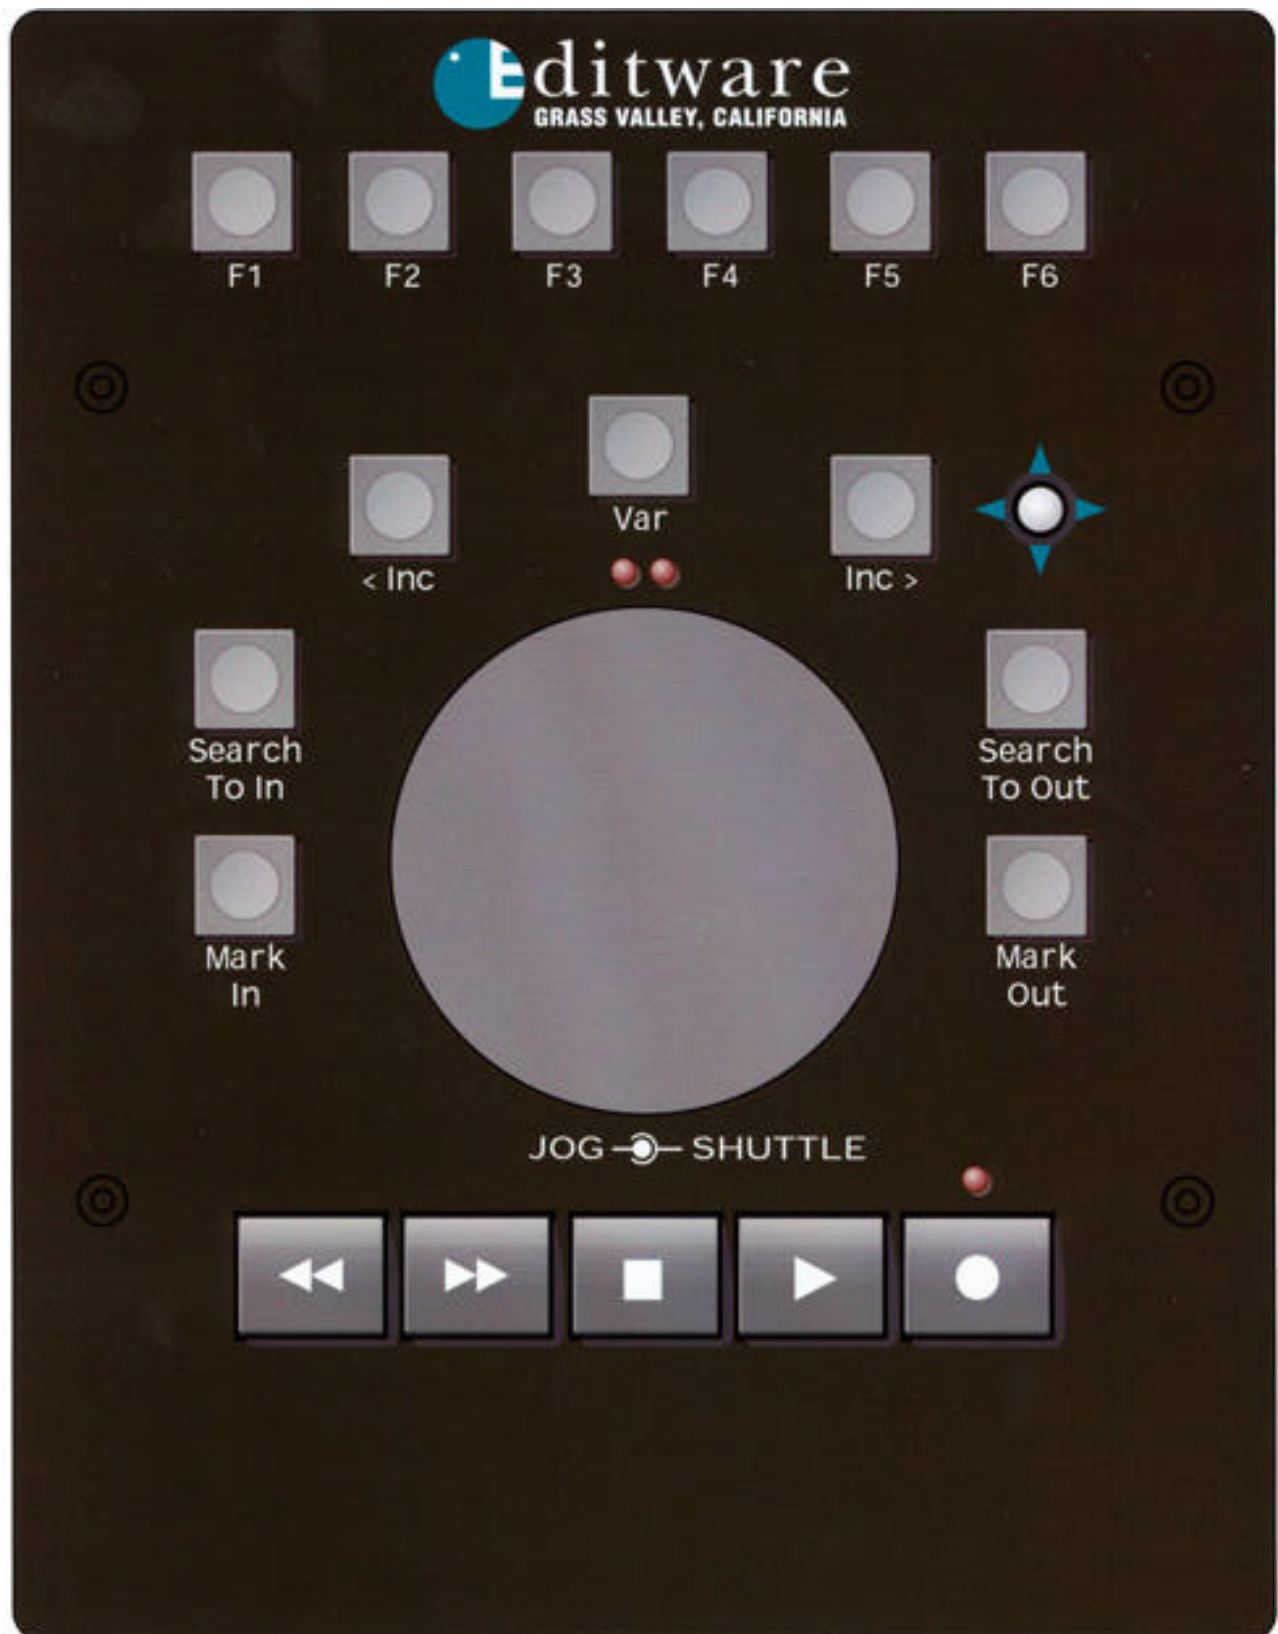 Editware
GRASS VALLEY, CALIFORNIA
F1 F2 F3 F4 F5 F6
Var
< Inc
Inc >
Search
To In
Search
To Out
Mark
In
Mark
Out
JOG SHUTTLE